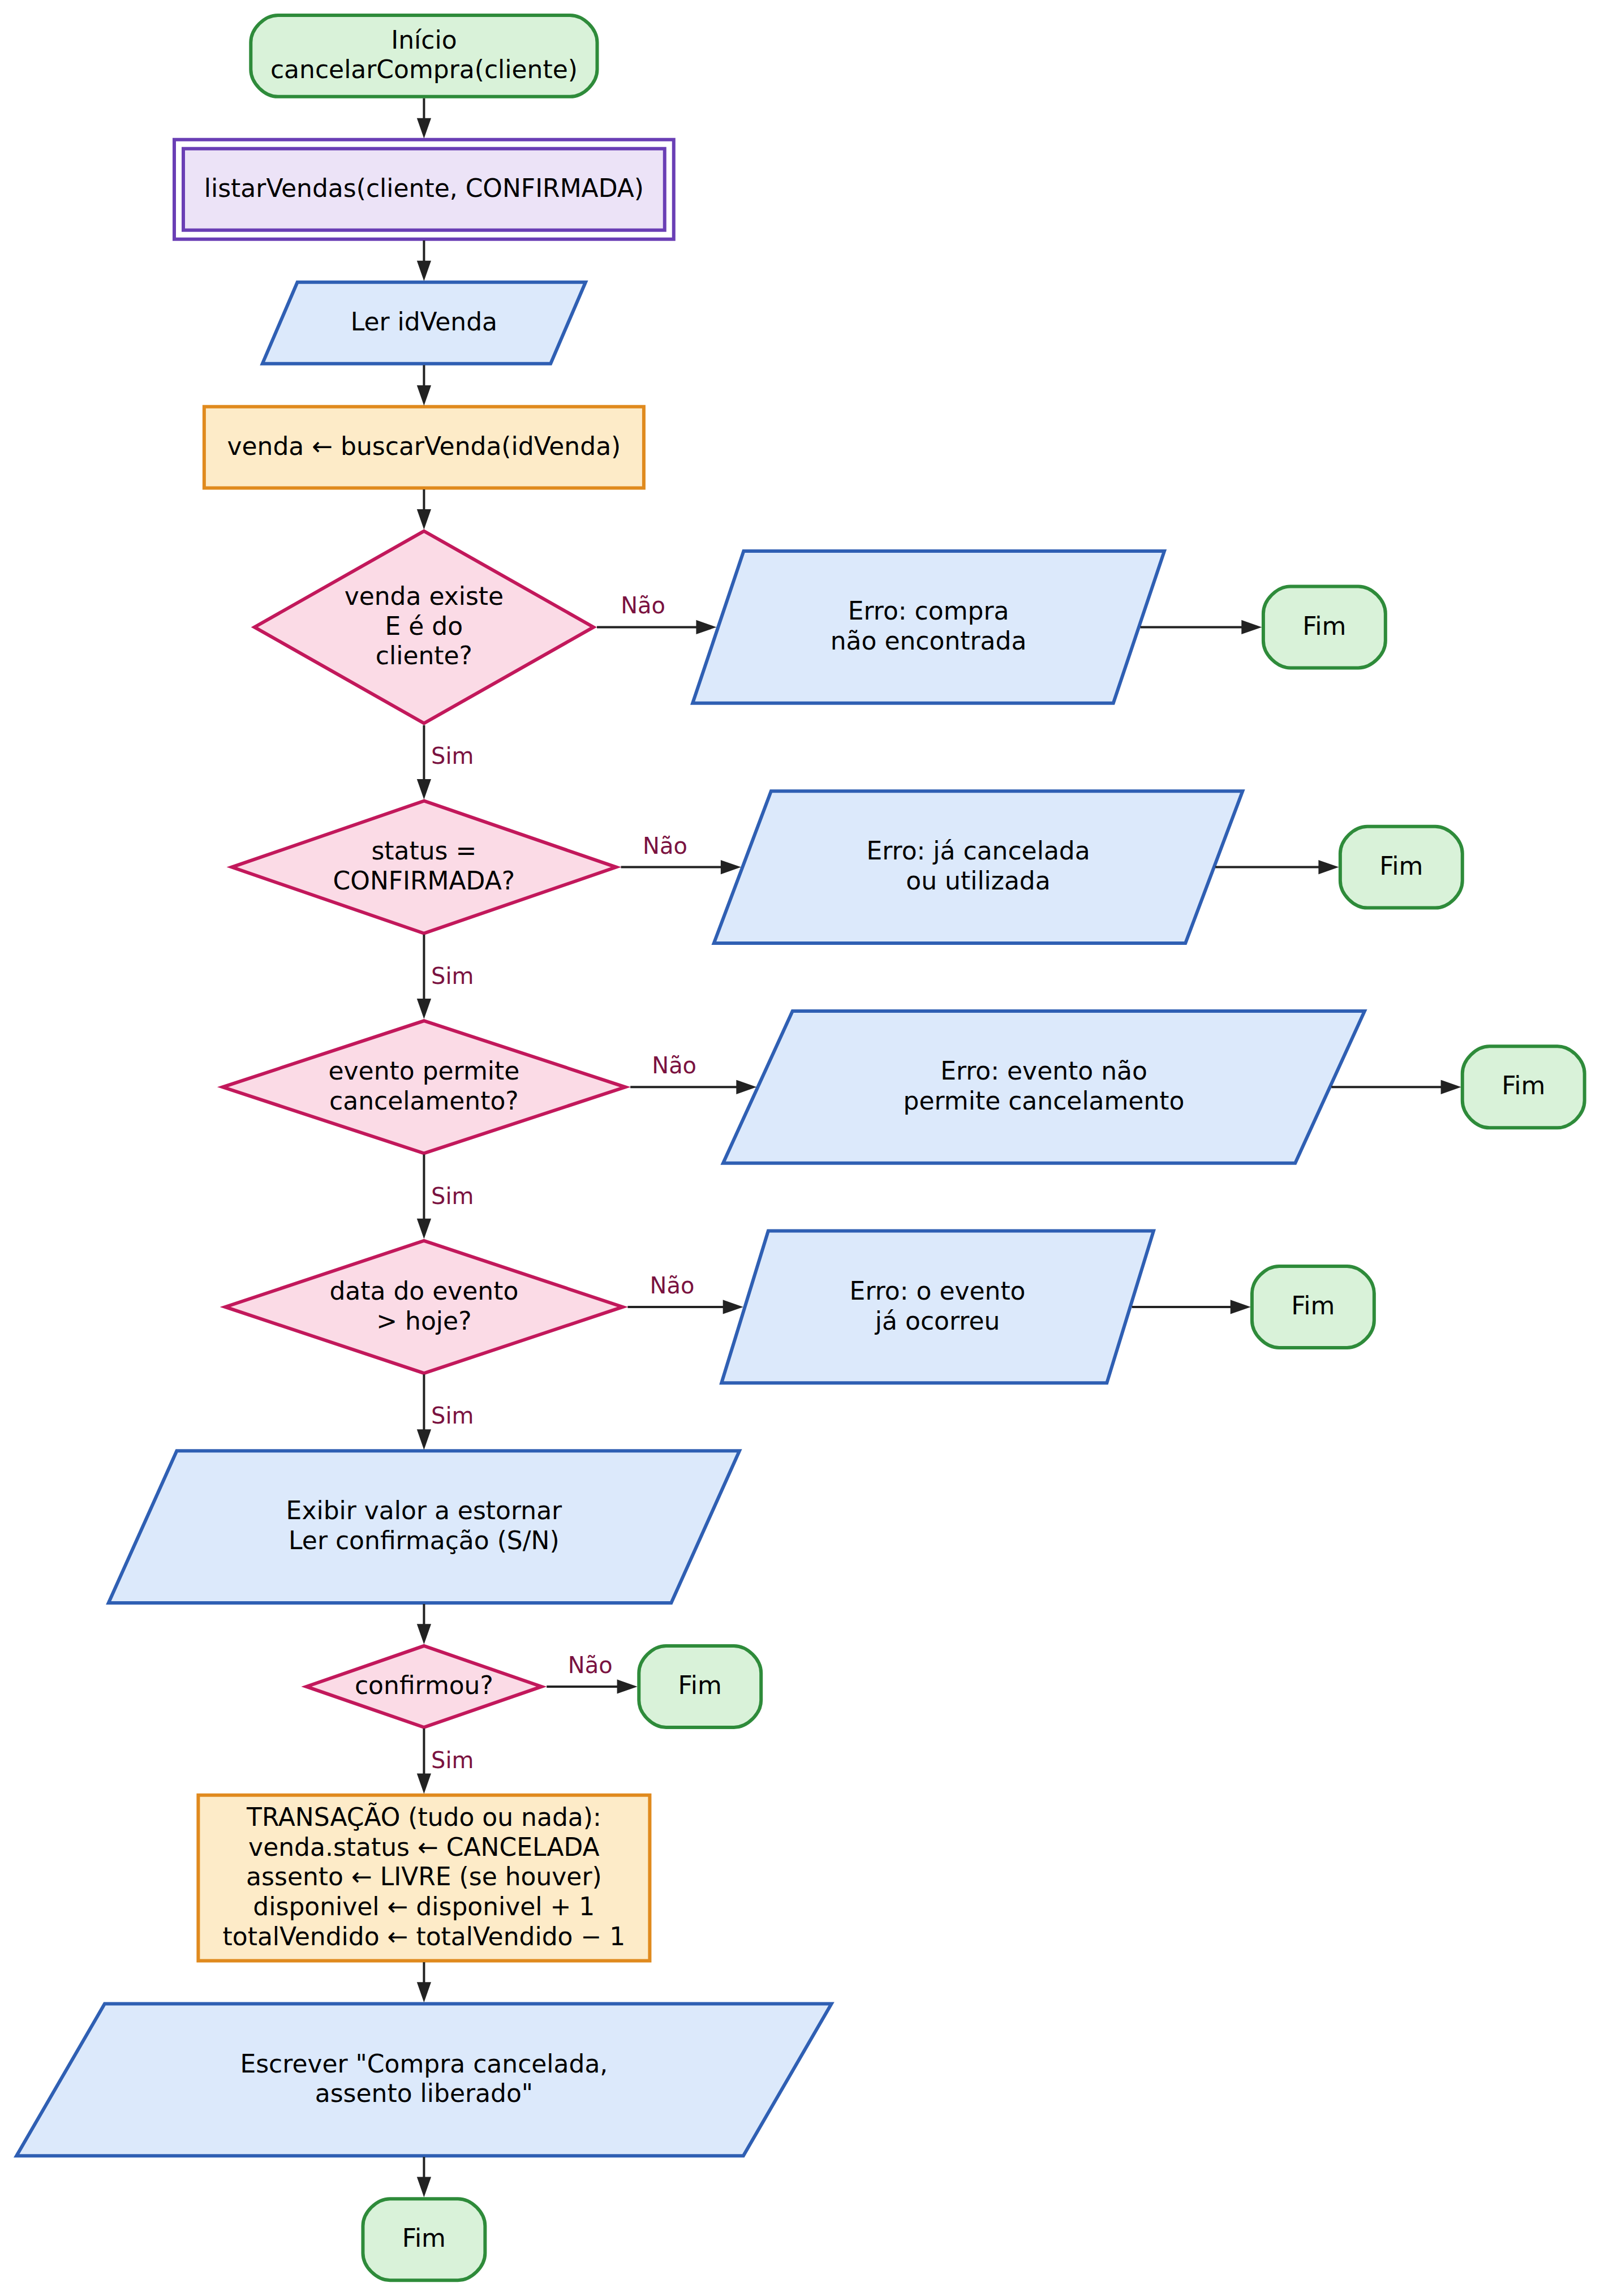 Início
cancelarCompra(cliente)
listarVendas(cliente, CONFIRMADA)
Ler idVenda
venda ← buscarVenda(idVenda)
venda existe
E é do
cliente?
Não
Erro: compra
não encontrada
Fim
Sim
status =
CONFIRMADA?
Não
Erro: já cancelada
ou utilizada
Fim
Sim
evento permite
cancelamento?
Não
Erro: evento não
permite cancelamento
Fim
Sim
data do evento
> hoje?
Não
Erro: o evento
já ocorreu
Fim
Sim
Exibir valor a estornar
Ler confirmação (S/N)
confirmou?
Não
Fim
Sim
TRANSAÇÃO (tudo ou nada):
venda.status ← CANCELADA
assento ← LIVRE (se houver)
disponivel ← disponivel + 1
totalVendido ← totalVendido − 1
Escrever "Compra cancelada,
assento liberado"
Fim